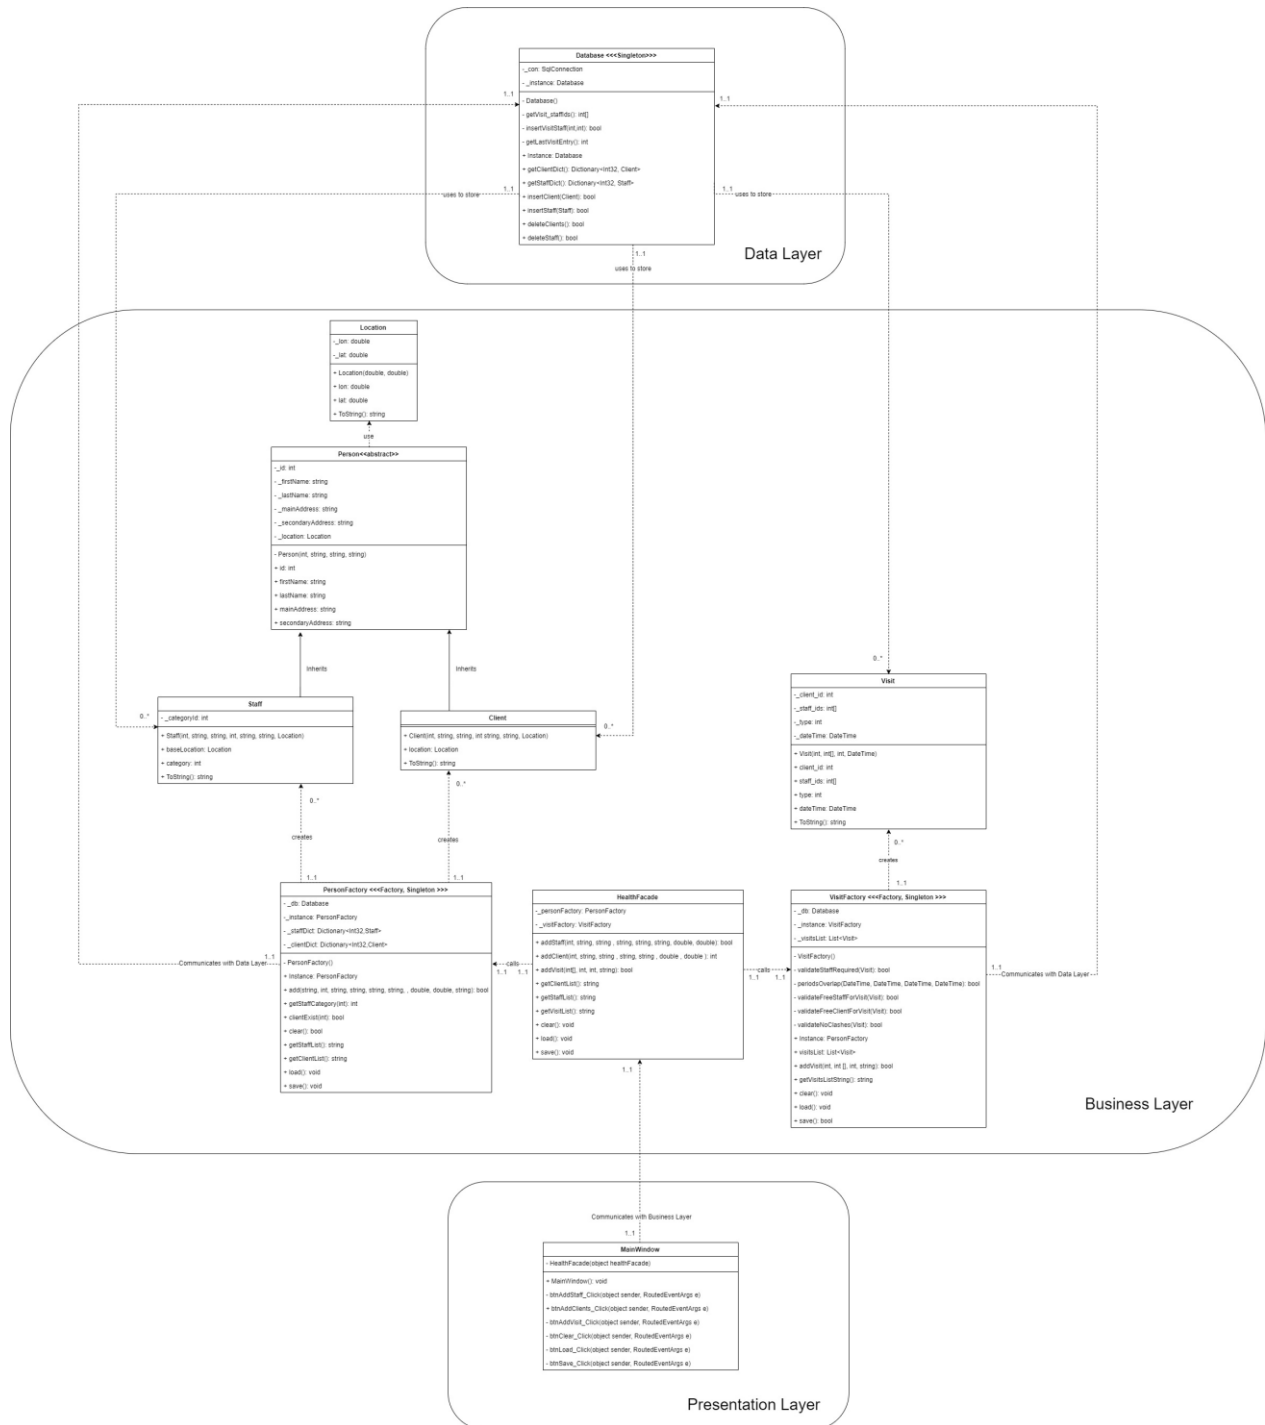 Database <<<Singleton>>>
-_con: SqlConnection
- _instance: Database
- Database()
- getVisit_staffIds(): int[]
- insertVisitStaff(int,int): bool
- getLastVisitEntry(): int
+ Instance: Database
+ getClientDict(): Dictionary<Int32, Client>
+ getStaffDict(): Dictionary<Int32, Staff>
+ insertClient(Client): bool
+ insertStaff(Staff): bool
+ deleteClients(): bool
+ deleteStaff(): bool
1..1
1..1
1..1
1..1
uses to store
uses to store
1..1
uses to store
Data Layer
Location
-_lon: double
-_lat: double
+ Location(double, double)
+ lon: double
+ lat: double
+ ToString(): string
use
Person<<abstract>>
-_id: int
- _firstName: string
- _lastName: string
- _mainAddress: string
- _secondaryAddress: string
- _location: Location
- Person(int, string, string, string)
+ id: int
+ firstName: string
+ lastName: string
+ mainAddress: string
+ secondaryAddress: string
Inherits
Inherits
0..*
Staff
- _categoryId: int
+ Staff(int, string, string, int, string, string, Location)
+ baseLocation: Location
+ category: int
+ ToString(): string
0..*
Client
+ Client(int, string, string, int string, string, Location)
+ location: Location
+ ToString(): string
0..*
0..*
0..*
Visit
-_client_id: int
-_staff_ids: int[]
-_type: int
-_dateTime: DateTime
+ Visit(int, int[], int, DateTime)
+ client_id: int
+ staff_ids: int[]
+ type: int
+ dateTime: DateTime
+ ToString(): string
0..*
creates
creates
creates
1..1
1..1
1..1
PersonFactory <<<Factory, Singleton >>>
- _db: Database
-_instance: PersonFactory
- _staffDict: Dictionary<Int32,Staff>
- _clientDict: Dictionary<Int32,Client>
- PersonFactory()
+ Instance: PersonFactory
+ add(string, int, string, string, string, string, , double, double, string): bool
+ getStaffCategory(int): int
+ clientExist(int): bool
+ clear(): bool
+ getStaffList(): string
+ getClientList(): string
+ load(): void
+ save(): void
1..1
Communicates with Data Layer
calls
1..1
1..1
HealthFacade
-_personFactory: PersonFactory
- _visitFactory: VisitFactory
+ addStaff(int, string, string , string, string, string, double, double): bool
+ addClient(int, string, string , string, string , double , double ): int
+ addVisit(int[], int, int, string): bool
+ getClientList(): string
+ getStaffList(): string
+ getVisitList(): string
+ clear(): void
+ load(): void
+ save(): void
1..1
calls
1..1
1..1
VisitFactory <<<Factory, Singleton >>>
- _db: Database
- _instance: VisitFactory
- _visitsList: List<Visit>
- VisitFactory()
- validateStaffRequired(Visit): bool
- periodsOverlap(DateTime, DateTime, DateTime, DateTime): bool
- validateFreeStaffForVisit(Visit): bool
- validateFreeClientForVisit(Visit): bool
- validateNoClashes(Visit): bool
+ Instance: PersonFactory
+ visitsList: List<Visit>
+ addVisit(int, int [], int, string): bool
+ getVisitsListString(): string
+ clear(): void
+ load(): void
+ save(): bool
1..1
Communicates with Data Layer
Business Layer
Communicates with Business Layer
1..1
MainWindow
- HealthFacade(object healthFacade)
+ MainWindow(): void
- btnAddStaff_Click(object sender, RoutedEventArgs e)
+ btnAddClients_Click(object sender, RoutedEventArgs e)
- btnAddVisit_Click(object sender, RoutedEventArgs e)
- btnClear_Click(object sender, RoutedEventArgs e)
- btnLoad_Click(object sender, RoutedEventArgs e)
- btnSave_Click(object sender, RoutedEventArgs e)
Presentation Layer